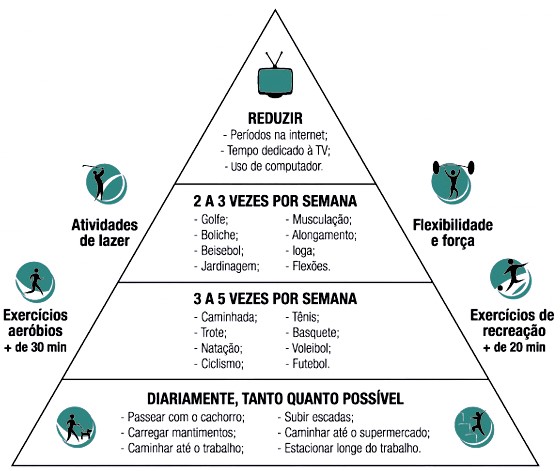 REDUZIR
- Períodos na internet;
- Tempo dedicado à TV;
- Uso de computador.
Atividades
de lazer
2 A 3 VEZES POR SEMANA
- Golfe;
- Boliche;
- Beisebol;
- Jardinagem;
- Musculação;
- Alongamento;
- Ioga;
- Flexões.
Flexibilidade
e força
Exercícios
aeróbios
+ de 30 min
3 A 5 VEZES POR SEMANA
- Caminhada;
- Trote;
- Natação;
- Ciclismo;
- Tênis;
- Basquete;
- Voleibol;
- Futebol.
Exercícios de
recreação
+ de 20 min
DIARIAMENTE, TANTO QUANTO POSSÍVEL
- Passear com o cachorro;
- Carregar mantimentos;
- Caminhar até o trabalho;
- Subir escadas;
- Caminhar até o supermercado;
- Estacionar longe do trabalho.